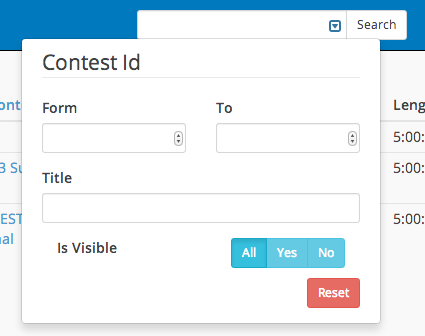 Search
Contest Id
Form To
Title
Is Visible All Yes No
Reset
ont
Leng
5:00:
3 Su
5:00:
EST
5:00:
nal